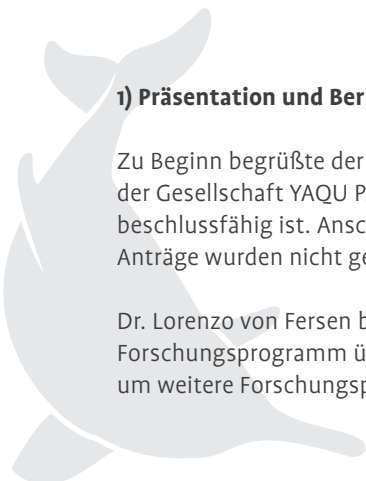 1) Präsentation und Ber
Zu Beginn begrüßte der
der Gesellschaft YAQU P
beschlussfähig ist. Ansc
Anträge wurden nicht ge
Dr. Lorenzo von Fersen b
Forschungsprogramm ü
um weitere Forschungsp